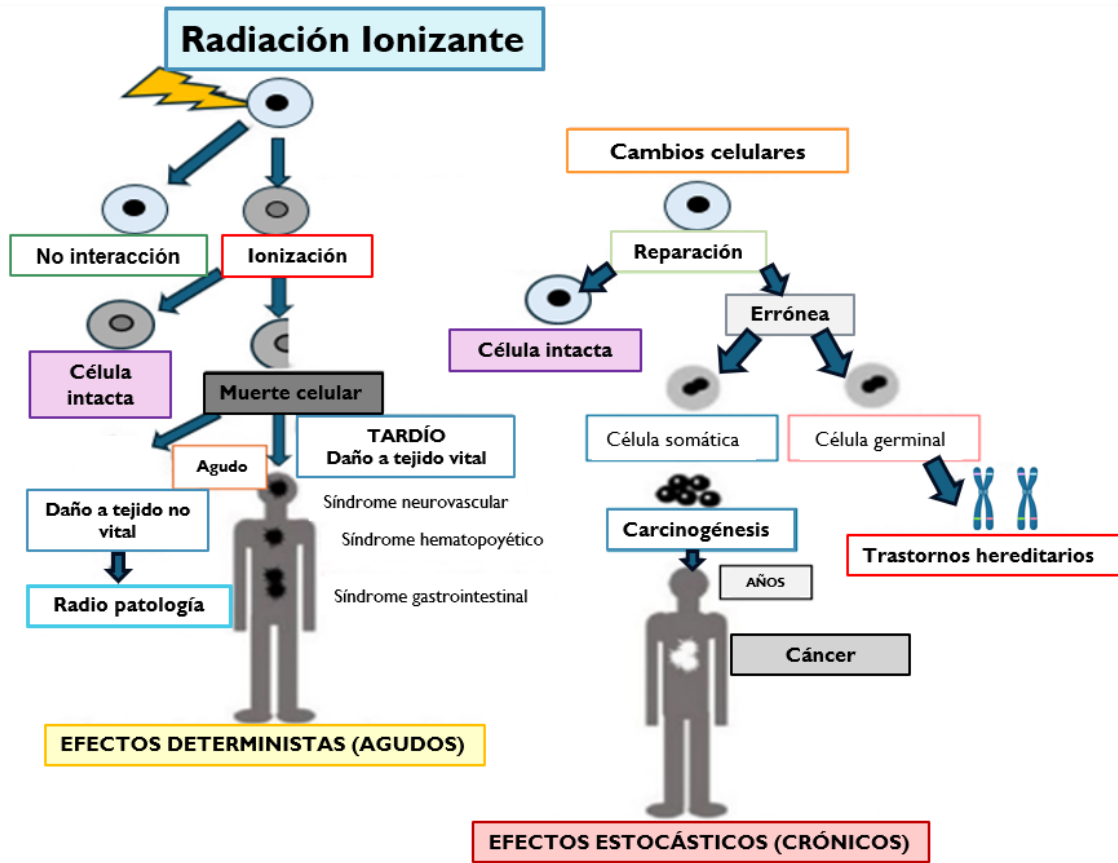 Radiación Ionizante
No interacción
Ionización
Célula
intacta
Muerte celular
Agudo
TARDÍO
Daño a tejido vital
Daño a tejido no
vital
Radio patología
Síndrome neurovascular
Síndrome hematopoyético
Síndrome gastrointestinal
EFECTOS DETERMINISTAS (AGUDOS)
Cambios celulares
Reparación
Célula intacta
Errónea
Célula somática
Célula germinal
Carcinogénesis
Trastornos hereditarios
AÑOS
Cáncer
EFECTOS ESTOCÁSTICOS (CRÓNICOS)